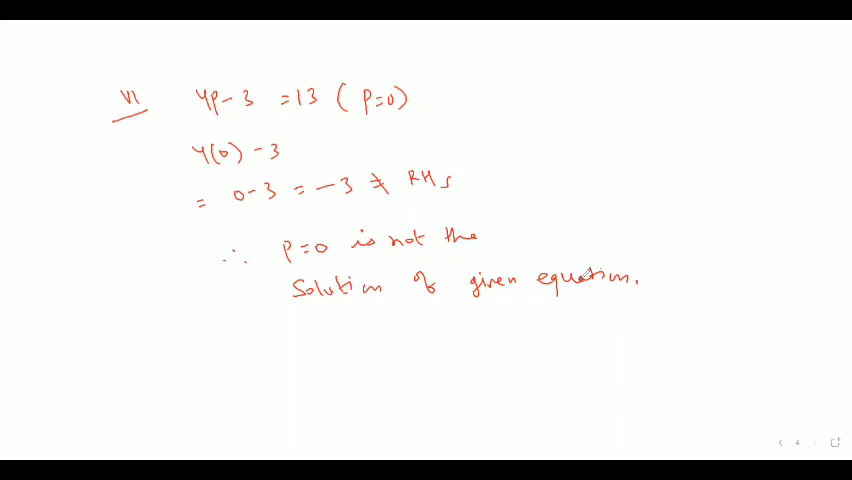 VI 4p-3 =13 (p=0)
4(0) -3
= 0-3 = -3 ≠ RHS
∴ p=0 is not the
Solution of given equation.
4